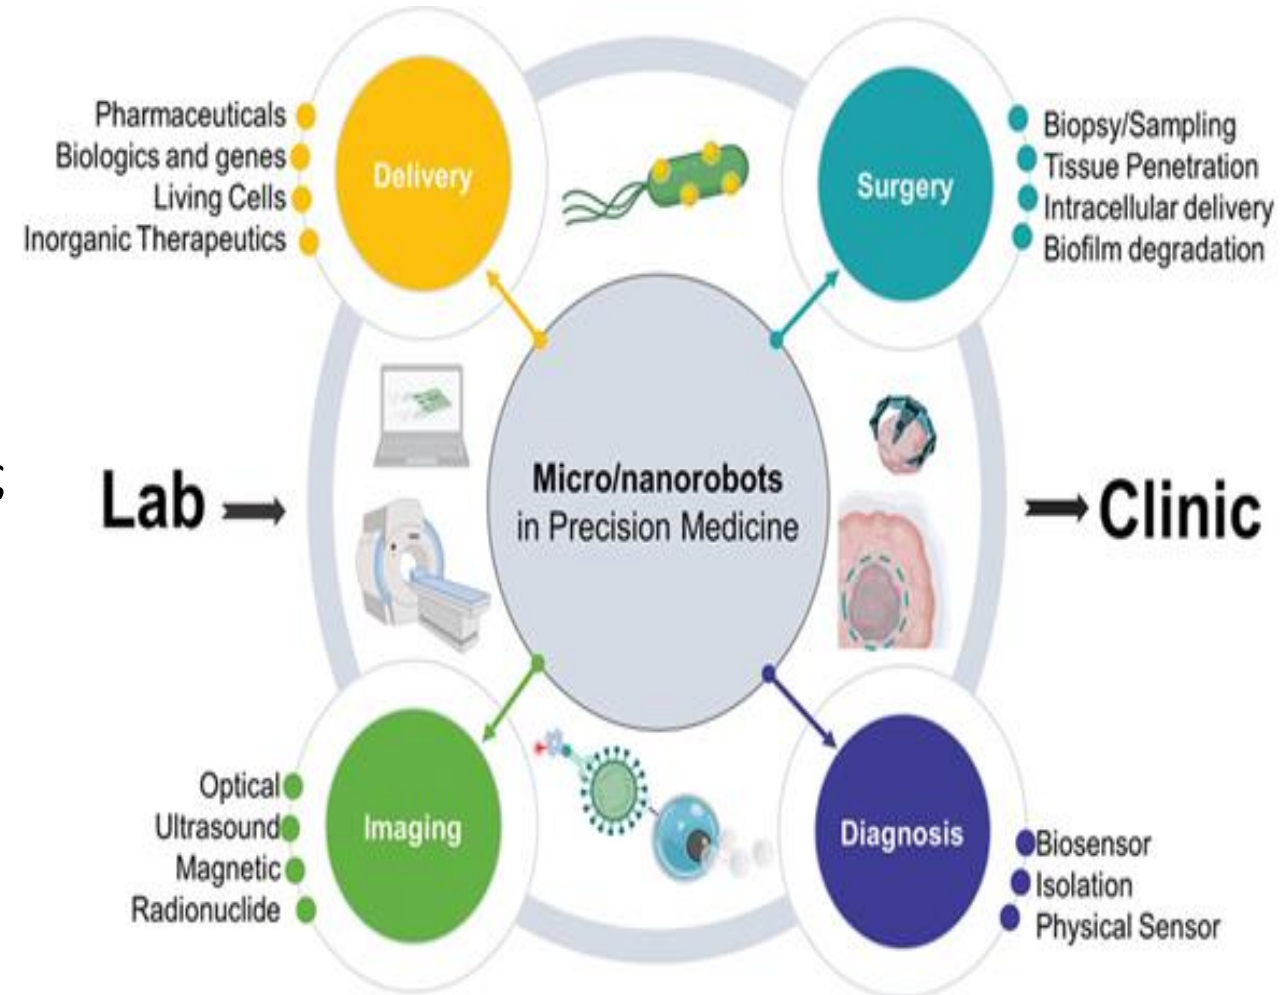 Pharmaceuticals
Biologics and genes
Living Cells
Inorganic Therapeutics
Delivery
Surgery
Biopsy/Sampling
Tissue Penetration
Intracellular delivery
Biofilm degradation
Lab
Micro/nanorobots
in Precision Medicine
Clinic
Optical
Ultrasound
Magnetic
Radionuclide
Imaging
Diagnosis
Biosensor
Isolation
Physical Sensor